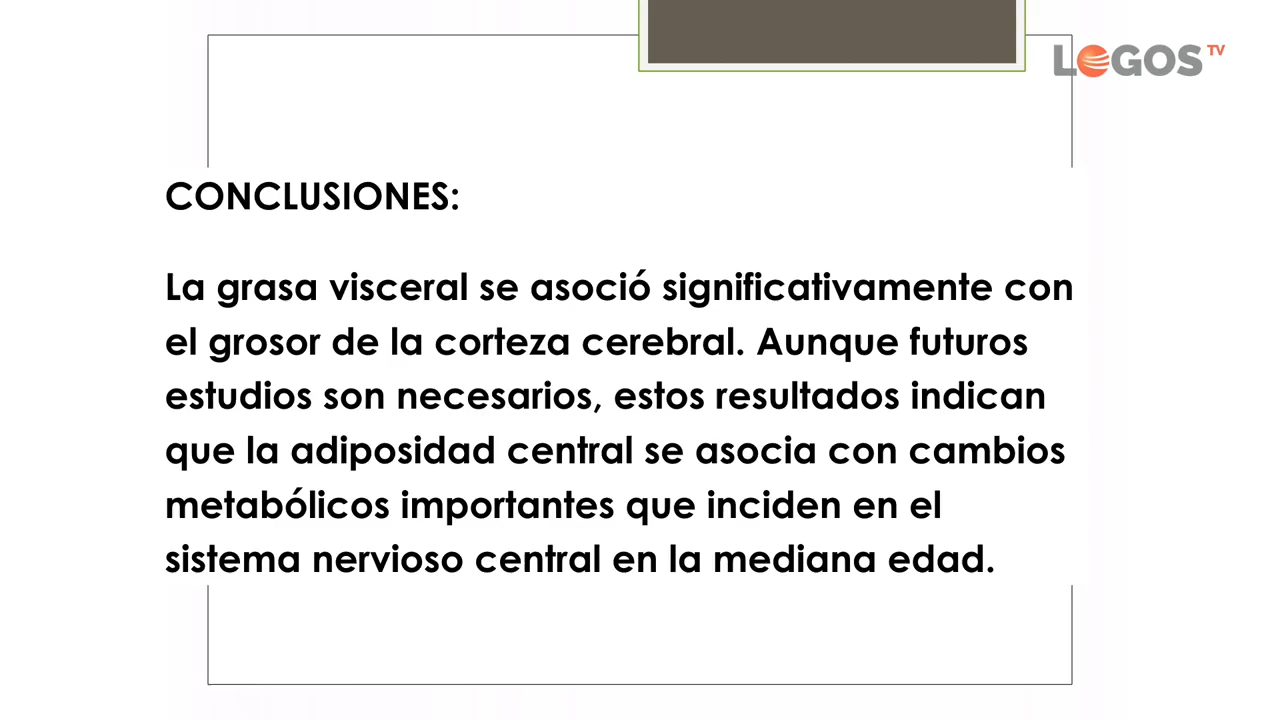 LOGOS TV
CONCLUSIONES:
La grasa visceral se asoció significativamente con
el grosor de la corteza cerebral. Aunque futuros
estudios son necesarios, estos resultados indican
que la adiposidad central se asocia con cambios
metabólicos importantes que inciden en el
sistema nervioso central en la mediana edad.